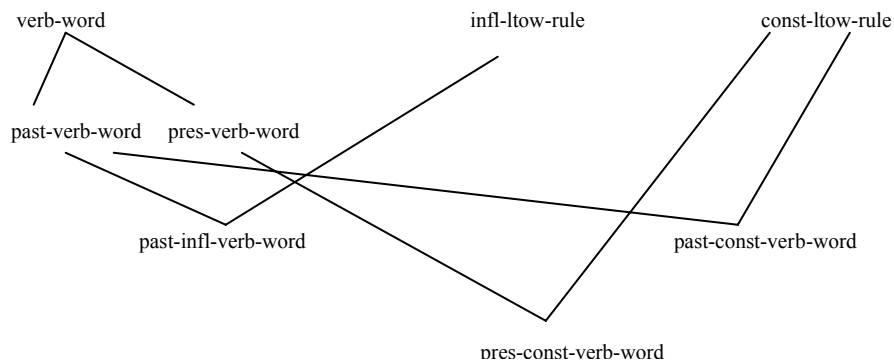 verb-word infl-ltow-rule const-ltow-rule
past-verb-word pres-verb-word
past-infl-verb-word past-const-verb-word
pres-const-verb-word